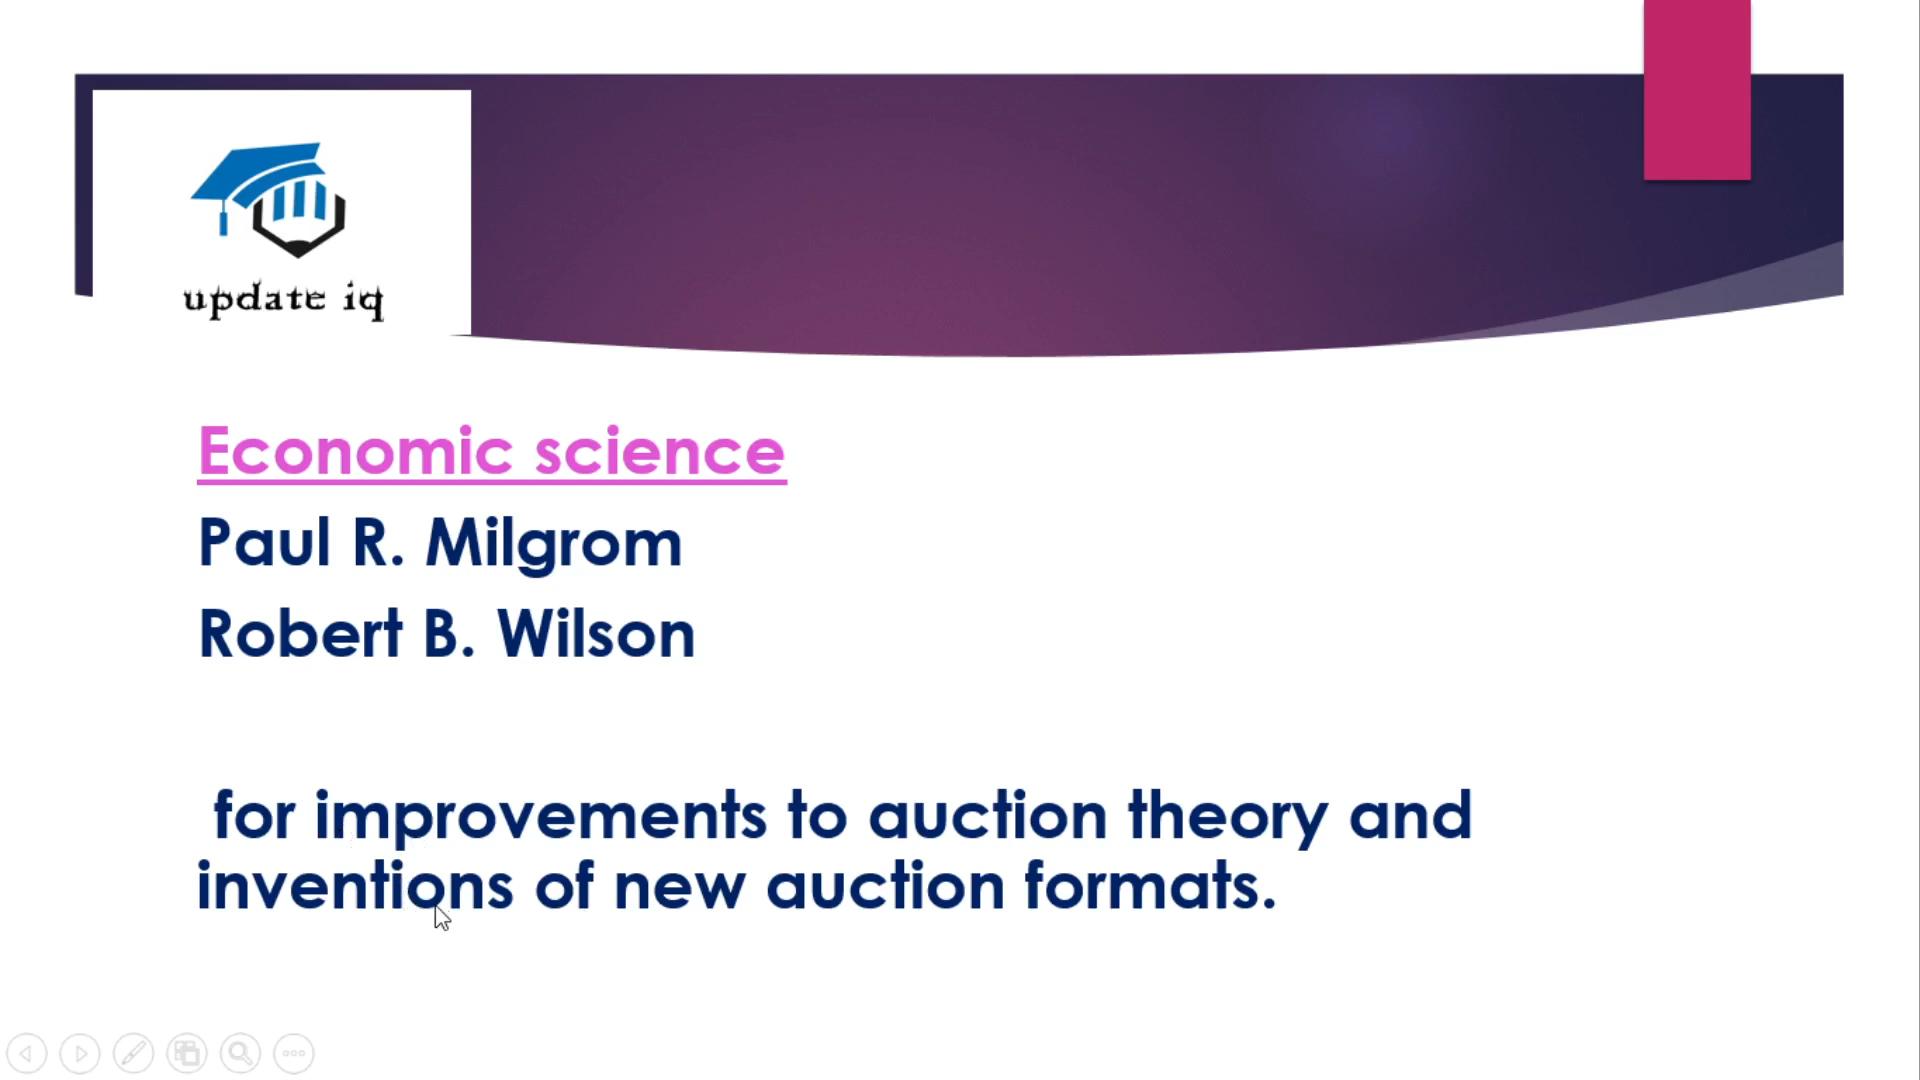 update iq
Economic science
Paul R. Milgrom
Robert B. Wilson
for improvements to auction theory and
inventions of new auction formats.